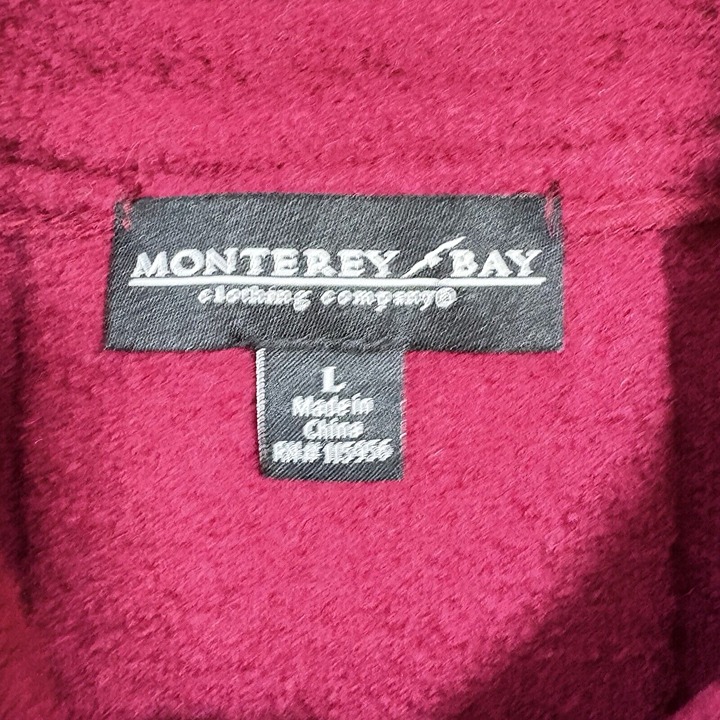 MONTEREY BAY
clothing company®
L
Made in
China
RN# 115956